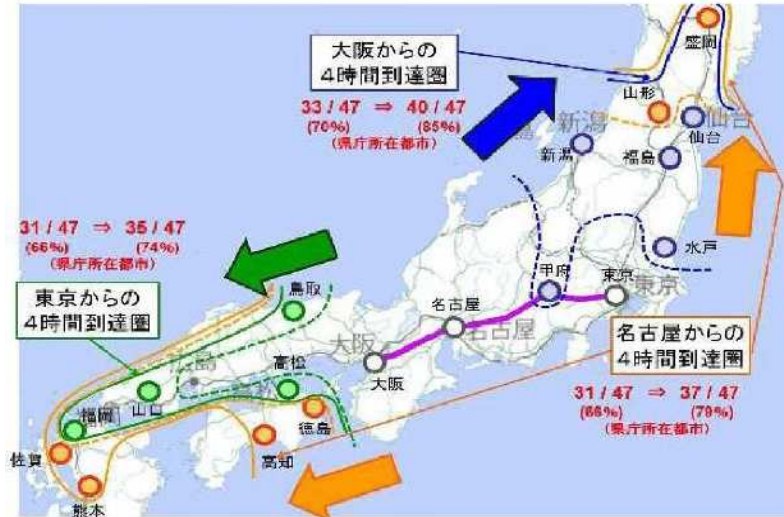 盛岡
大阪からの
4時間到達圏
山形
33 / 47 ⇒ 40 / 47
(70%) (85%)
(県庁所在都市)
新潟
仙台
仙台
新潟
福島
31 / 47 ⇒ 35 / 47
(66%) (74%)
(県庁所在都市)
水戸
甲府
東京
東京
鳥取
東京からの
4時間到達圏
名古屋
名古屋
名古屋からの
4時間到達圏
大阪
大阪
高松
31 / 47 ⇒ 37 / 47
(66%) (79%)
(県庁所在都市)
山口
福岡
徳島
佐賀
高知
熊本